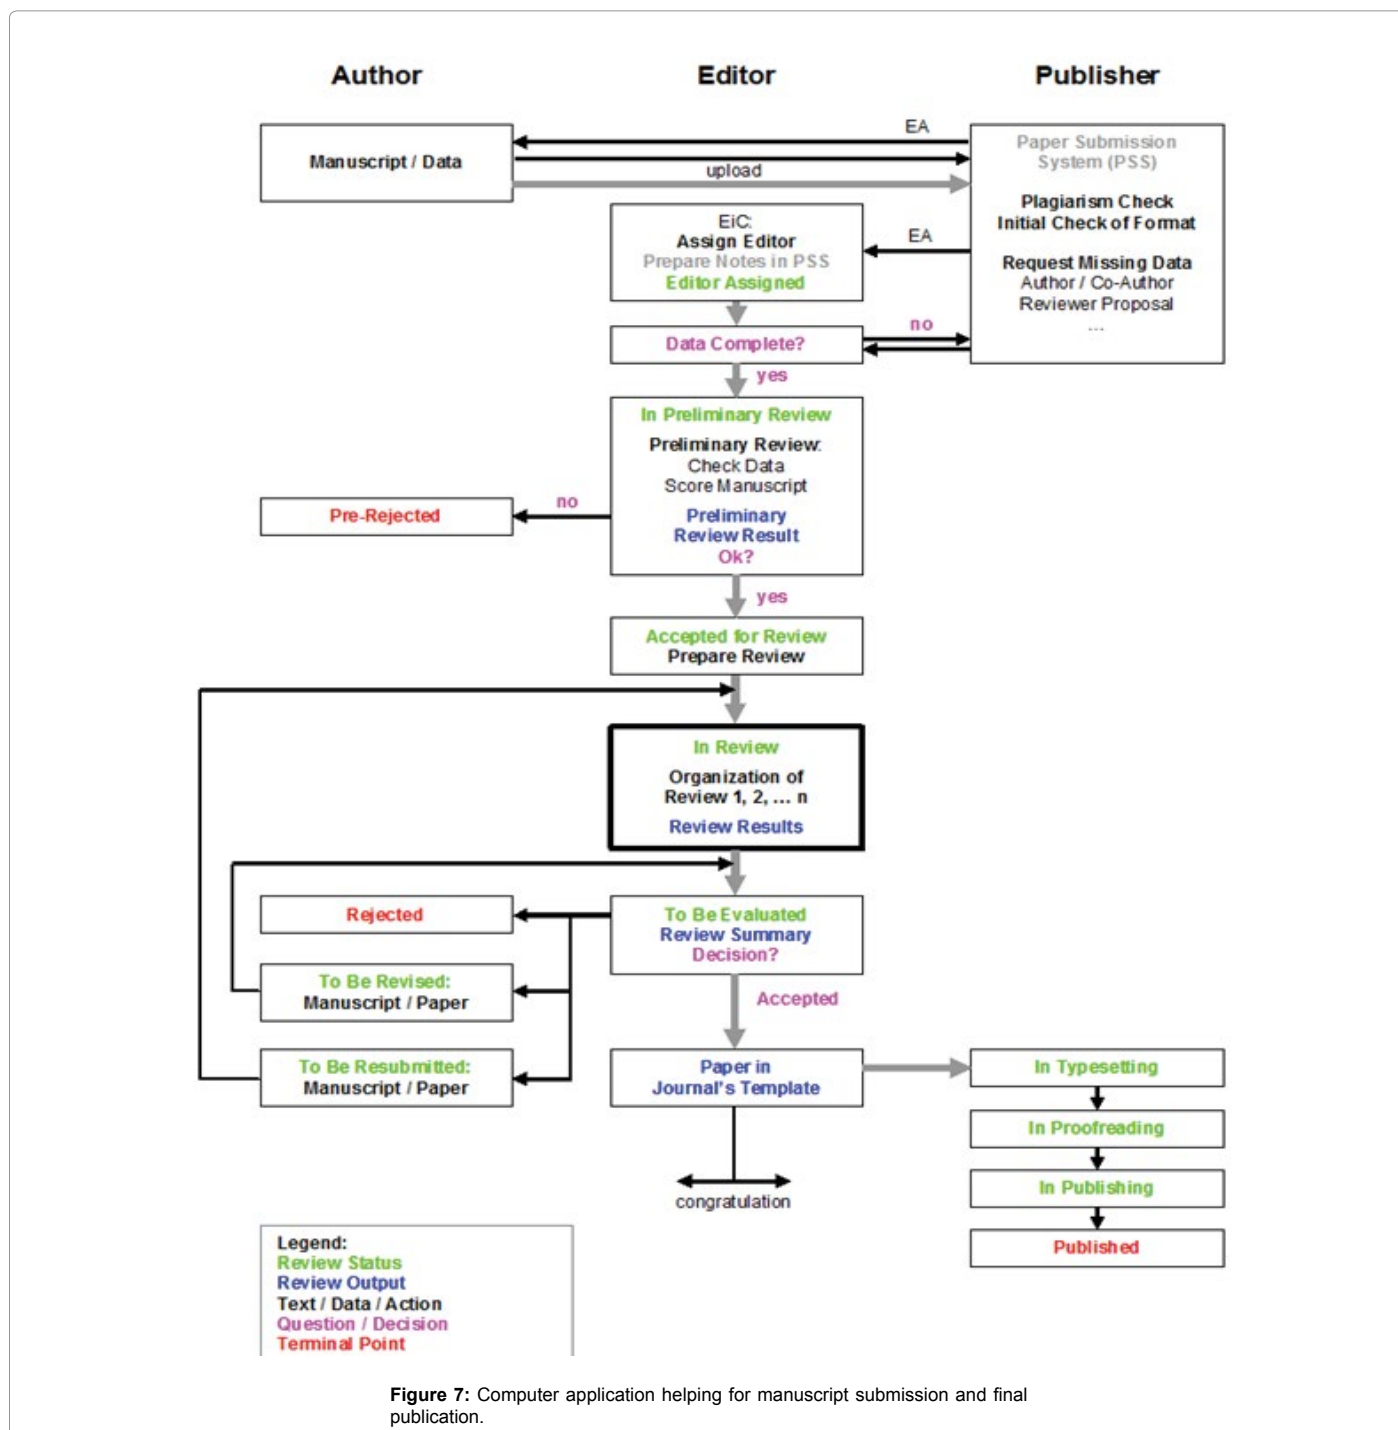 Author
Editor
Publisher
Manuscript / Data
EA
upload
Paper Submission
System (PSS)
Plagiarism Check
Initial Check of Format
Request Missing Data
Author / Co-Author
Reviewer Proposal
...
EiC:
Assign Editor
Prepare Notes in PSS
Editor Assigned
EA
Data Complete?
no
yes
In Preliminary Review
Preliminary Review:
Check Data
Score Manuscript
Preliminary
Review Result
Ok?
no
Pre-Rejected
yes
Accepted for Review
Prepare Review
In Review
Organization of
Review 1, 2, ... n
Review Results
To Be Evaluated
Review Summary
Decision?
Rejected
To Be Revised:
Manuscript / Paper
To Be Resubmitted:
Manuscript / Paper
Accepted
Paper in
Journal's Template
congratulation
In Typesetting
In Proofreading
In Publishing
Published
Legend:
Review Status
Review Output
Text / Data / Action
Question / Decision
Terminal Point
Figure 7: Computer application helping for manuscript submission and final
publication.